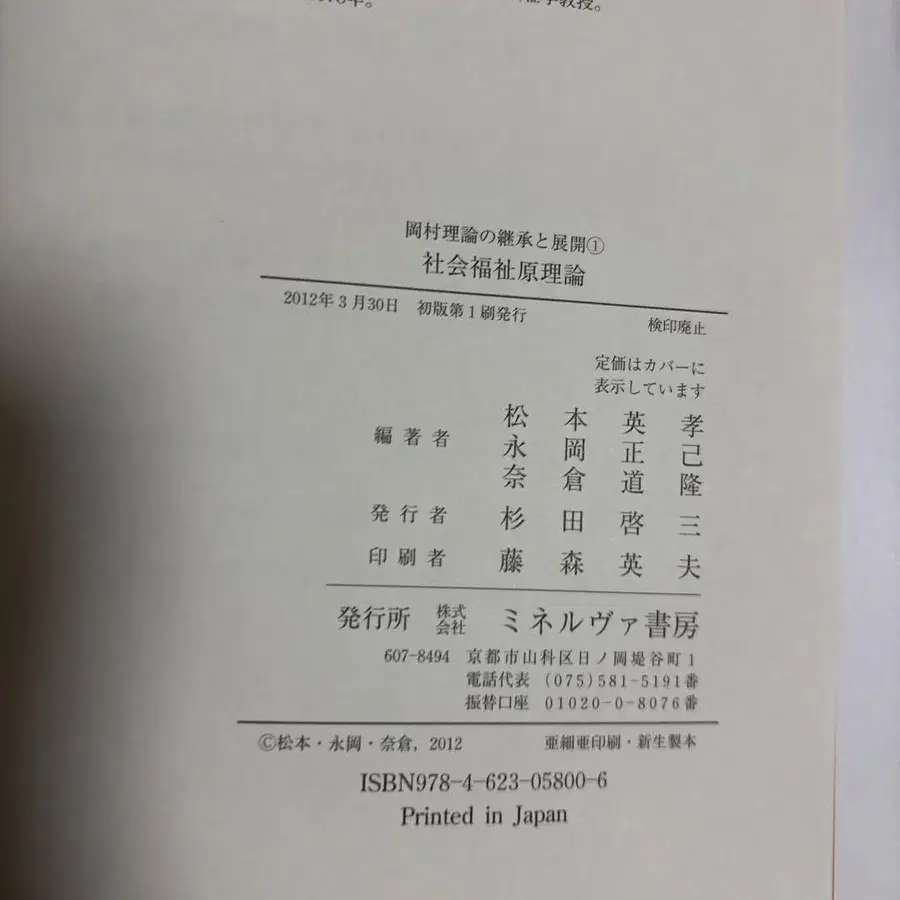 年。
教授。
岡村理論の継承と展開①
社会福祉原理論
2012年3月30日 初版第1刷発行
検印廃止
定価はカバーに
表示しています
編著者
松本英孝
永岡正己
奈倉道隆
発行者 杉田啓三
印刷者 藤森英夫
発行所 株式会社 ミネルヴァ書房
607-8494 京都市山科区日ノ岡堤谷町1
電話代表 (075)581-5191番
振替口座 01020-0-8076番
©松本・永岡・奈倉, 2012 亜細亜印刷・新生製本
ISBN978-4-623-05800-6
Printed in Japan